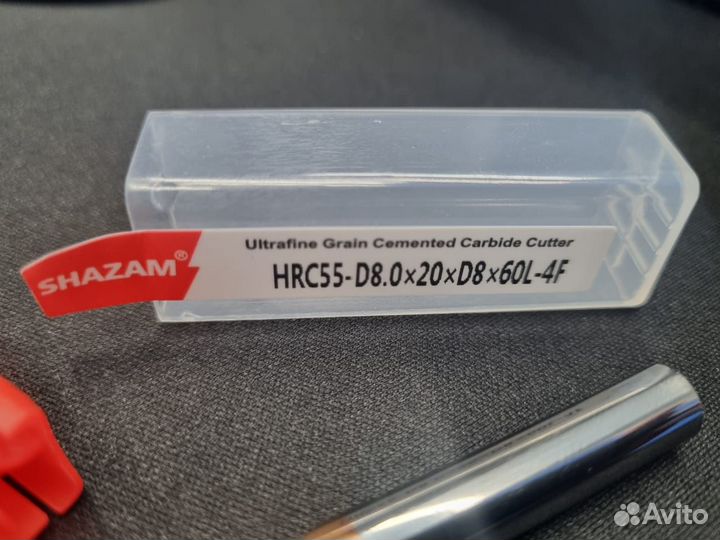 SHAZAM®
Ultrafine Grain Cemented Carbide Cutter
HRC55-D8.0×20×D8×60L-4F
Avito